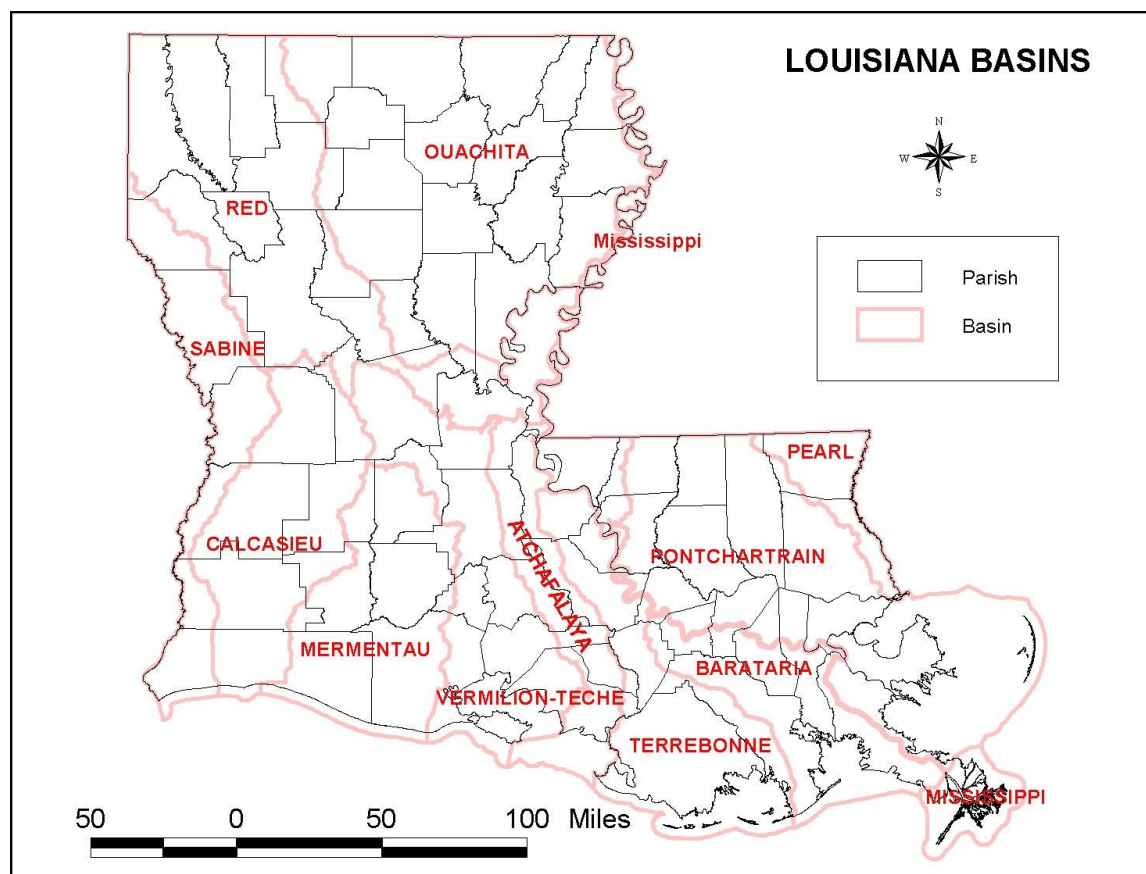 LOUISIANA BASINS
N
W E
S
OUACHITA
RED
Mississippi
Parish
Basin
SABINE
PEARL
CALCASIEU
ATCHAFALAYA
PONTCHARTRAIN
MERMENTAU
BARATARIA
VERMILION-TECHE
TERREBONNE
MISSISSIPPI
50 0 50 100 Miles